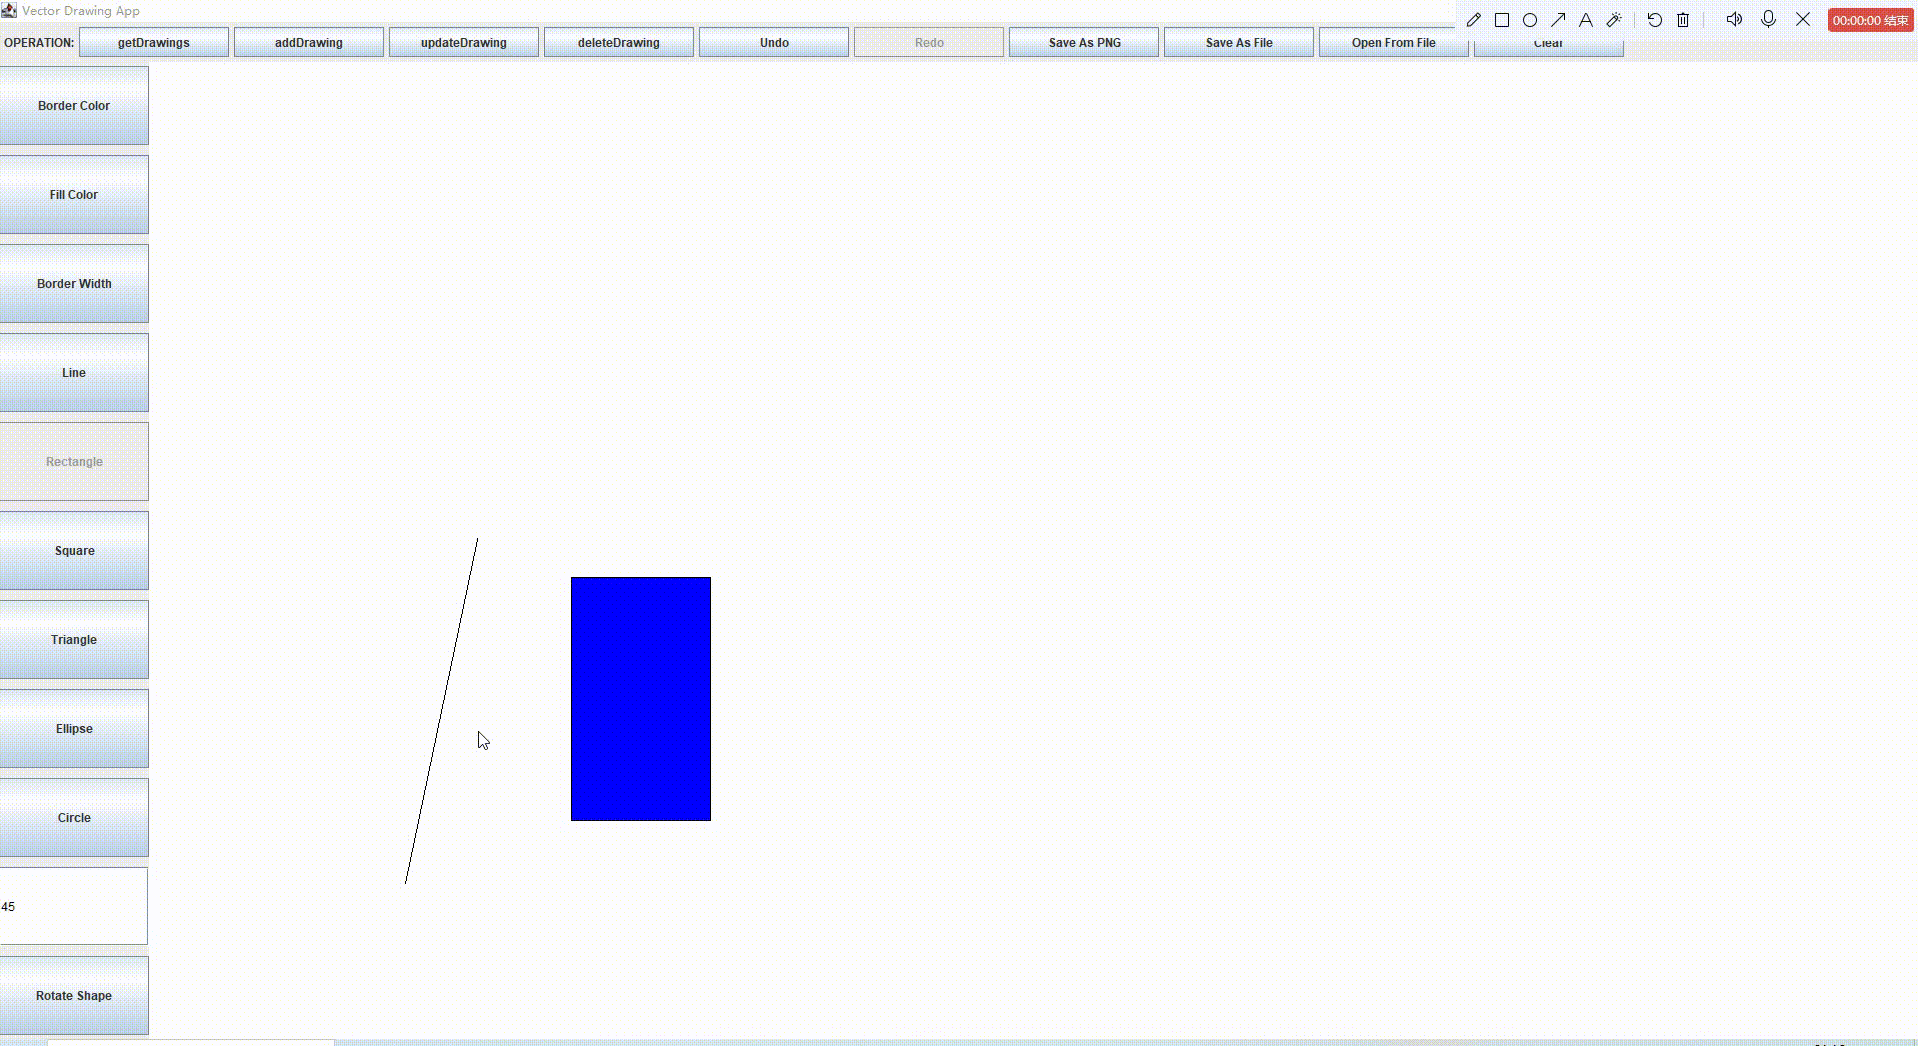 Vector Drawing App
00:00:00 结束
OPERATION: getDrawings addDrawing updateDrawing deleteDrawing Undo Redo Save As PNG Save As File Open From File Clear
Border Color
Fill Color
Border Width
Line
Rectangle
Square
Triangle
Ellipse
Circle
45
Rotate Shape